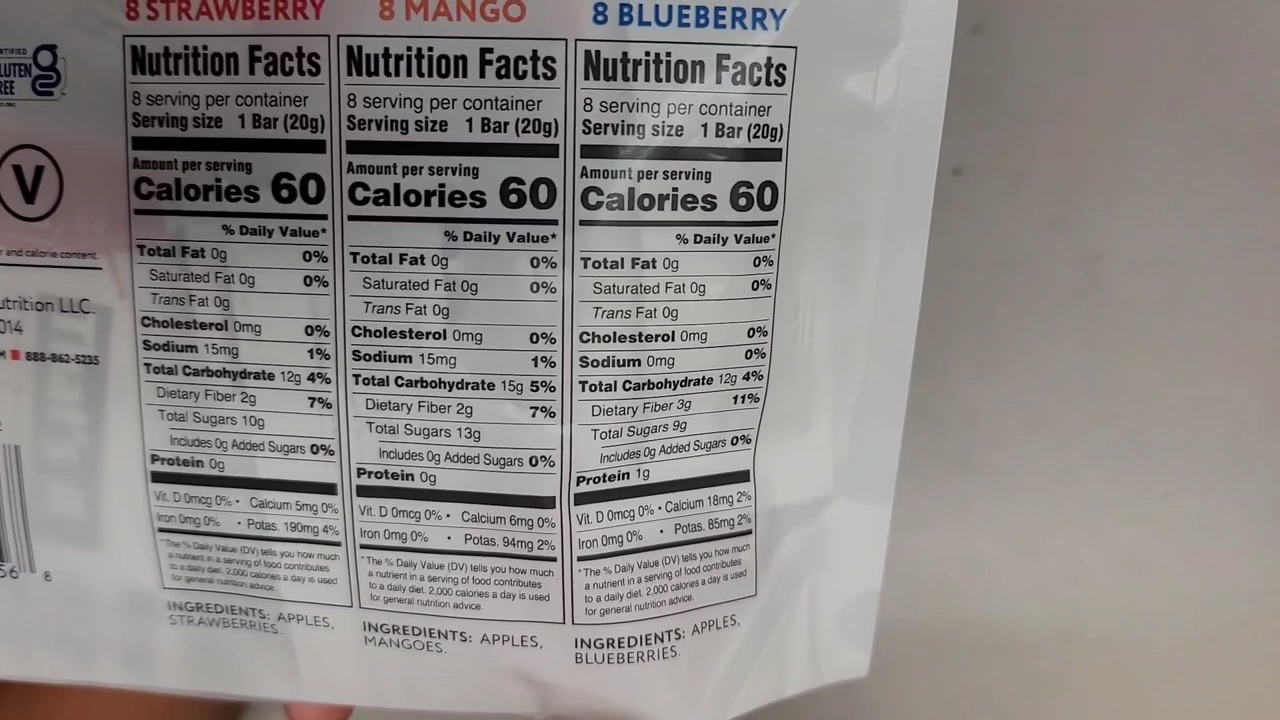 8 STRAWBERRY
Nutrition Facts
8 serving per container
Serving size 1 Bar (20g)
Amount per serving
Calories 60
% Daily Value*
Total Fat 0g 0%
Saturated Fat 0g 0%
Trans Fat 0g
Cholesterol 0mg 0%
Sodium 15mg 1%
Total Carbohydrate 12g 4%
Dietary Fiber 2g 7%
Total Sugars 10g
Includes 0g Added Sugars 0%
Protein 0g
Vit. D 0mcg 0% • Calcium 5mg 0%
Iron 0mg 0% • Potas. 190mg 4%
*The % Daily Value (DV) tells you how much
a nutrient in a serving of food contributes
to a daily diet. 2,000 calories a day is used
for general nutrition advice.
INGREDIENTS: APPLES,
STRAWBERRIES.
8 MANGO
Nutrition Facts
8 serving per container
Serving size 1 Bar (20g)
Amount per serving
Calories 60
% Daily Value*
Total Fat 0g 0%
Saturated Fat 0g 0%
Trans Fat 0g
Cholesterol 0mg 0%
Sodium 15mg 1%
Total Carbohydrate 15g 5%
Dietary Fiber 2g 7%
Total Sugars 13g
Includes 0g Added Sugars 0%
Protein 0g
Vit. D 0mcg 0% • Calcium 6mg 0%
Iron 0mg 0% • Potas. 94mg 2%
*The % Daily Value (DV) tells you how much
a nutrient in a serving of food contributes
to a daily diet. 2,000 calories a day is used
for general nutrition advice.
INGREDIENTS: APPLES,
MANGOES.
8 BLUEBERRY
Nutrition Facts
8 serving per container
Serving size 1 Bar (20g)
Amount per serving
Calories 60
% Daily Value*
Total Fat 0g 0%
Saturated Fat 0g 0%
Trans Fat 0g
Cholesterol 0mg 0%
Sodium 0mg 0%
Total Carbohydrate 12g 4%
Dietary Fiber 3g 11%
Total Sugars 9g
Includes 0g Added Sugars 0%
Protein 1g
Vit. D 0mcg 0% • Calcium 18mg 2%
Iron 0mg 0% • Potas. 85mg 2%
*The % Daily Value (DV) tells you how much
a nutrient in a serving of food contributes
to a daily diet. 2,000 calories a day is used
for general nutrition advice.
INGREDIENTS: APPLES,
BLUEBERRIES.
V
and calorie content.
LLC.
014
888-862-5235
56 8